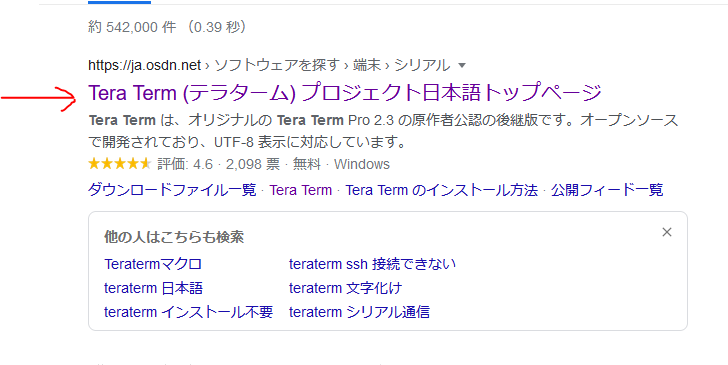 約 542,000 件 （0.39 秒）
https://ja.osdn.net › ソフトウェアを探す › 端末 › シリアル
Tera Term (テラターム) プロジェクト日本語トップページ
Tera Term は、オリジナルの Tera Term Pro 2.3 の原作者公認の後継版です。オープンソース
で開発されており、UTF-8 表示に対応しています。
評価: 4.6 · 2,098 票 · 無料 · Windows
ダウンロードファイル一覧 · Tera Term · Tera Term のインストール方法 · 公開フィード一覧
他の人はこちらも検索
Teratermマクロ
teraterm ssh 接続できない
teraterm 日本語
teraterm 文字化け
teraterm インストール不要
teraterm シリアル通信